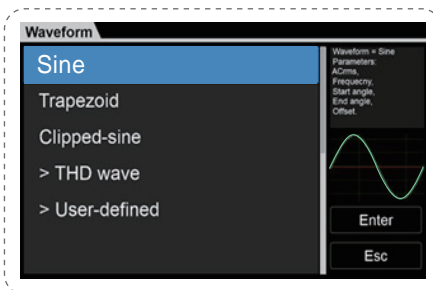 Waveform
Sine
Trapezoid
Clipped-sine
> THD wave
> User-defined
Waveform = Sine
Parameters:
ACrms,
Frequecny,
Start angle,
End angle,
Offset.
Enter
Esc